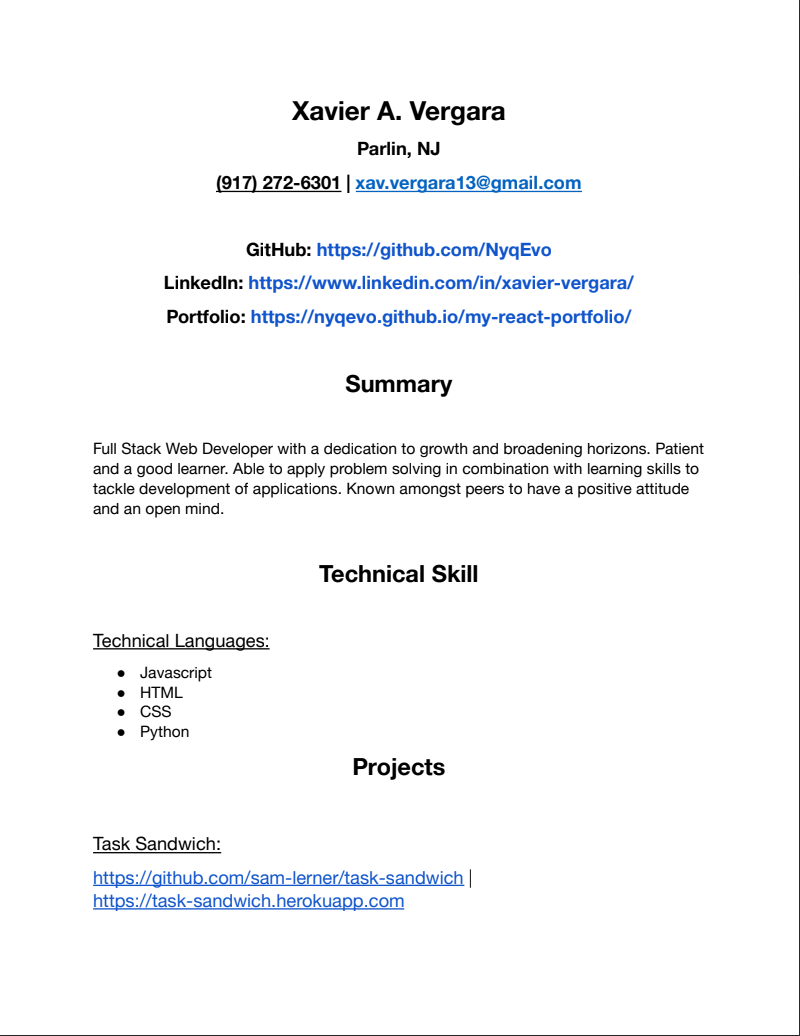 Xavier A. Vergara
Parlin, NJ
(917) 272-6301 | xav.vergara13@gmail.com
GitHub: https://github.com/NyqEvo
LinkedIn: https://www.linkedin.com/in/xavier-vergara/
Portfolio: https://nyqevo.github.io/my-react-portfolio/
Summary
Full Stack Web Developer with a dedication to growth and broadening horizons. Patient
and a good learner. Able to apply problem solving in combination with learning skills to
tackle development of applications. Known amongst peers to have a positive attitude
and an open mind.
Technical Skill
Technical Languages:
● Javascript
● HTML
● CSS
● Python
Projects
Task Sandwich:
https://github.com/sam-lerner/task-sandwich |
https://task-sandwich.herokuapp.com